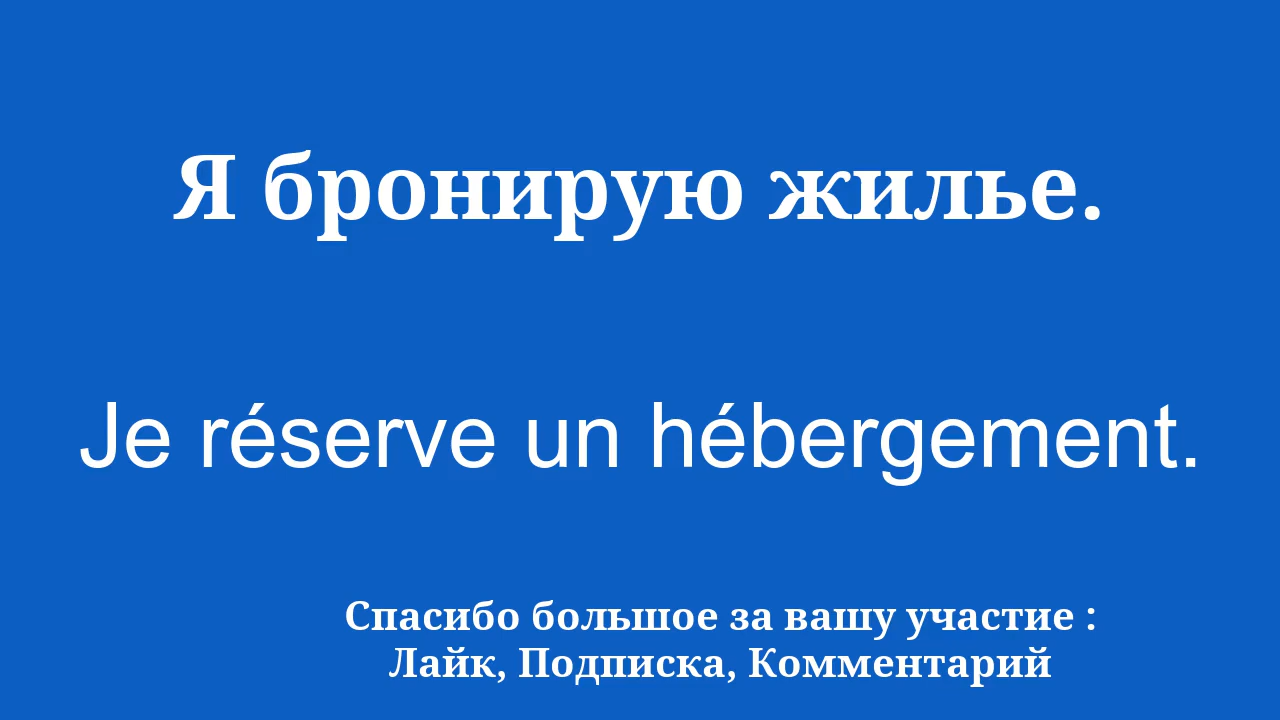 Я бронирую жилье.
Je réserve un hébergement.
Спасибо большое за вашу участие :
Лайк, Подписка, Комментарий